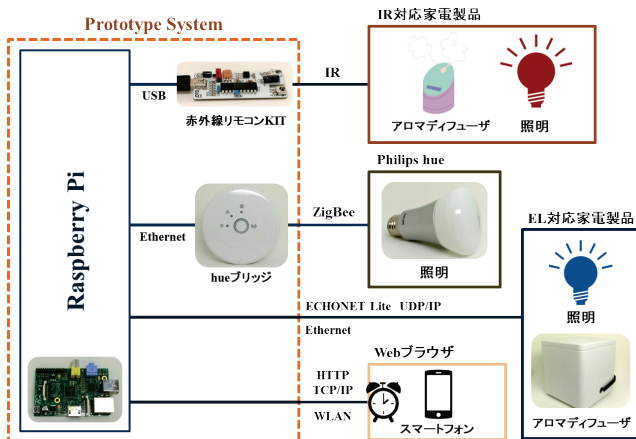 Prototype System
IR対応家電製品
IR
USB
赤外線リモコンKIT
アロマディフューザ
照明
Raspberry Pi
Philips hue
ZigBee
Ethernet
hueブリッジ
照明
EL対応家電製品
照明
ECHONET Lite UDP/IP
Ethernet
Webブラウザ
HTTP
TCP/IP
WLAN
スマートフォン
アロマディフューザ